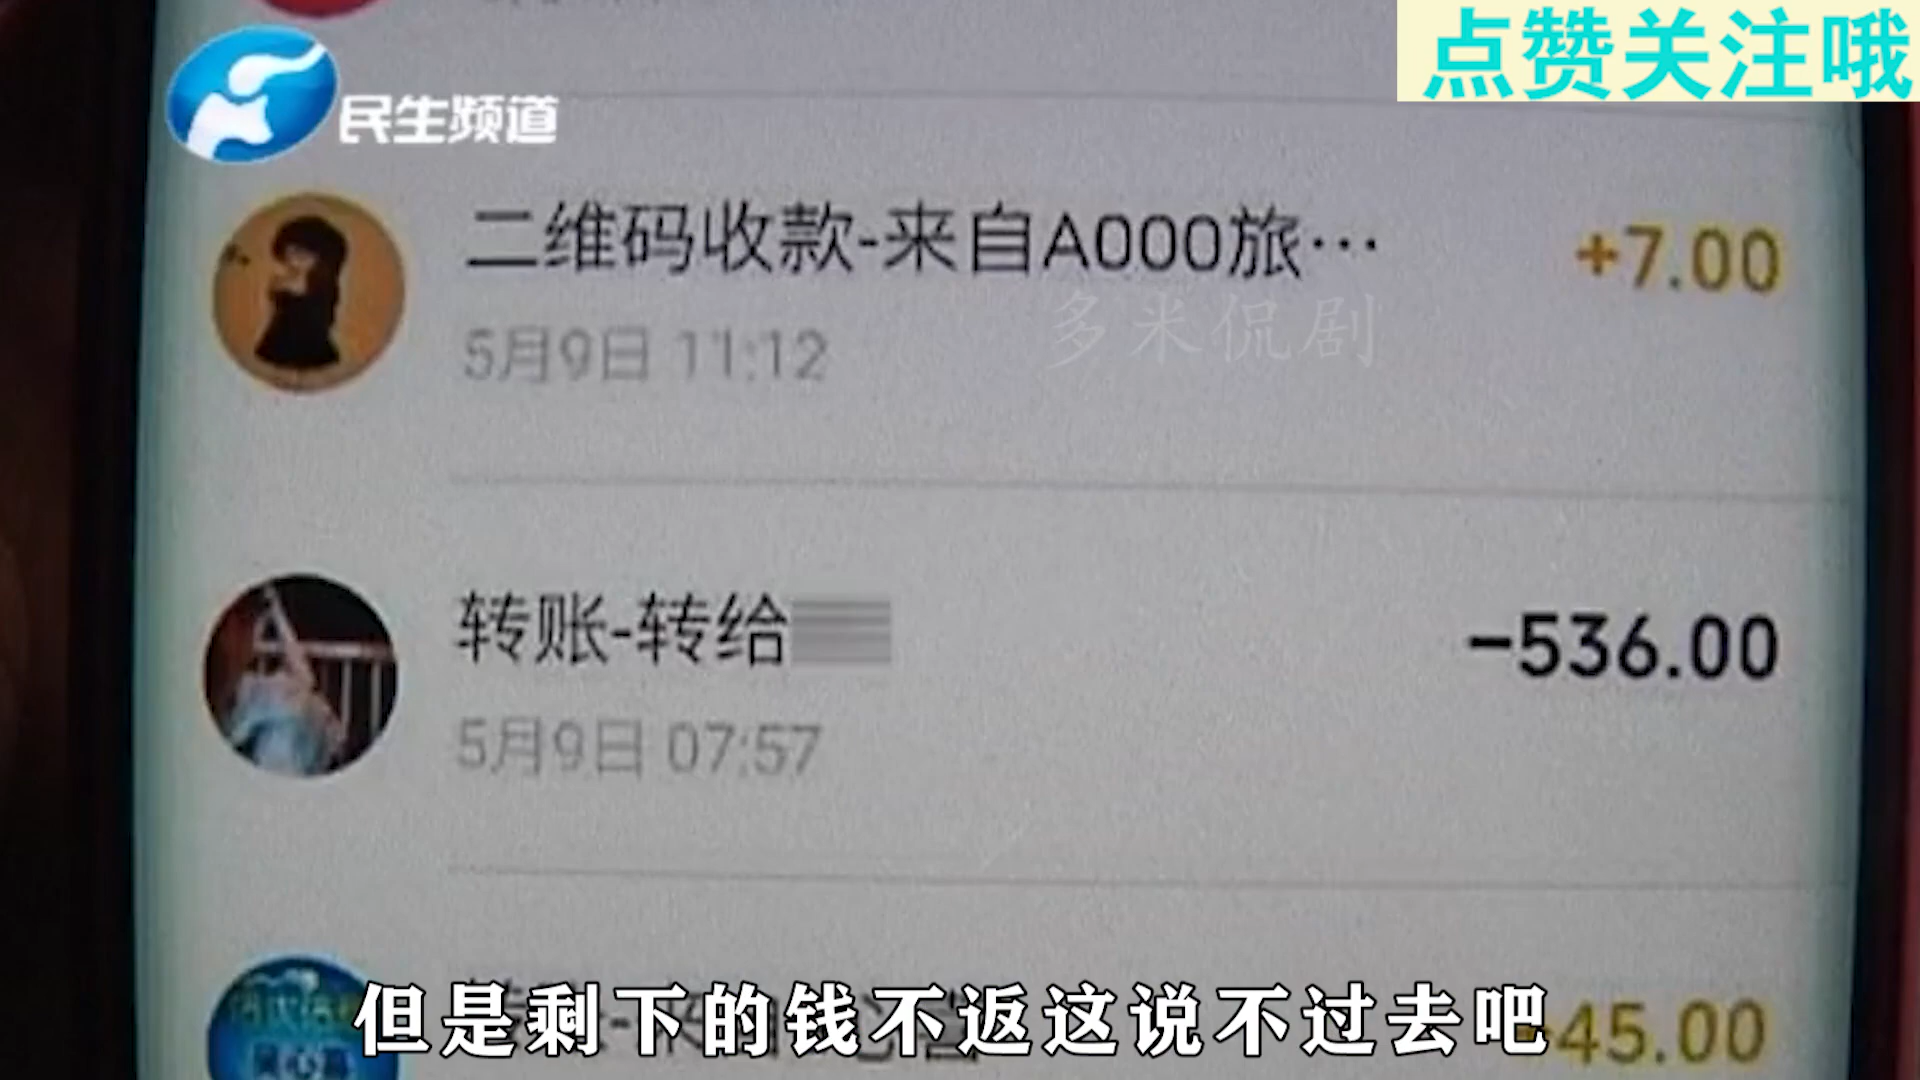 点赞关注哦
民生频道
二维码收款-来自A000旅… +7.00
多米侃剧
5月9日 11:12
转账-转给 -536.00
5月9日 07:57
45.00
但是剩下的钱不返这说不过去吧